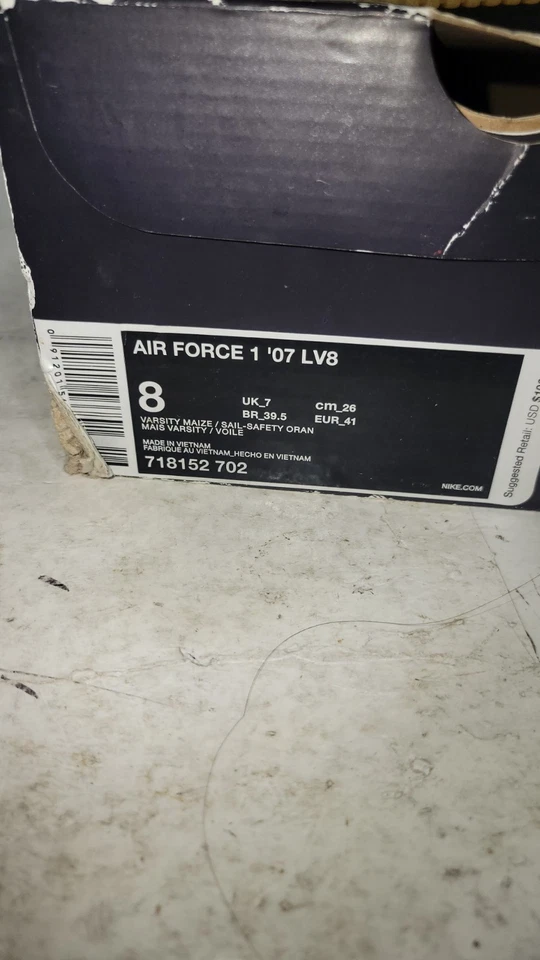 AIR FORCE 1 '07 LV8
8
UK_7
cm_26
BR_39.5
EUR_41
VARSITY MAIZE / SAIL-SAFETY ORAN
MAIS VARSITY / VOILE
MADE IN VIETNAM
FABRIQUÉ AU VIETNAM_HECHO EN VIETNAM
718152 702
NIKE.COM
Suggested Retail: USD